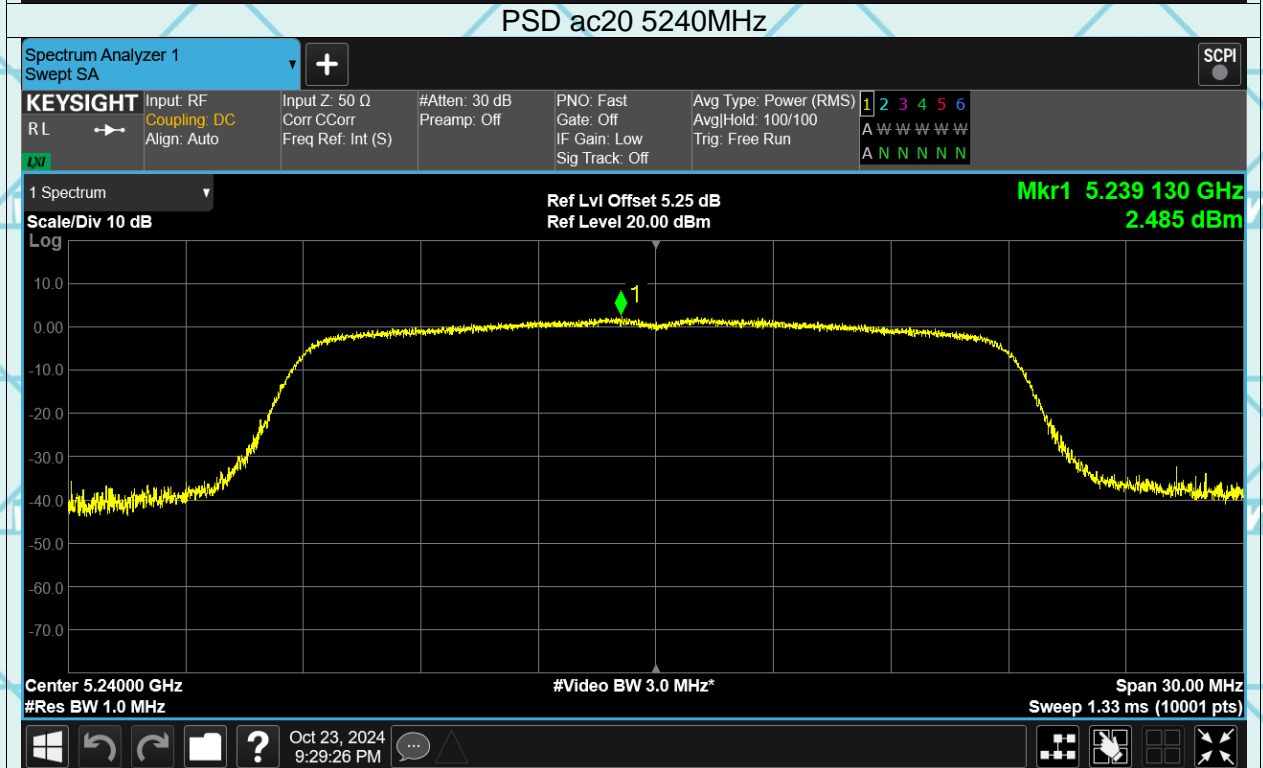 PSD ac20 5240MHz
Spectrum Analyzer 1
Swept SA
SCPI
KEYSIGHT
RL
LXI
Input: RF
Coupling: DC
Align: Auto
Input Z: 50 Ω
Corr CCorr
Freq Ref: Int (S)
#Atten: 30 dB
Preamp: Off
PNO: Fast
Gate: Off
IF Gain: Low
Sig Track: Off
Avg Type: Power (RMS)
Avg|Hold: 100/100
Trig: Free Run
1 2 3 4 5 6
A W W W W W
A N N N N N
1 Spectrum
Scale/Div 10 dB
Ref Lvl Offset 5.25 dB
Ref Level 20.00 dBm
Mkr1 5.239 130 GHz
2.485 dBm
Log
10.0
0.00
-10.0
-20.0
-30.0
-40.0
-50.0
-60.0
-70.0
1
Center 5.24000 GHz
#Res BW 1.0 MHz
#Video BW 3.0 MHz*
Span 30.00 MHz
Sweep 1.33 ms (10001 pts)
?
Oct 23, 2024
9:29:26 PM